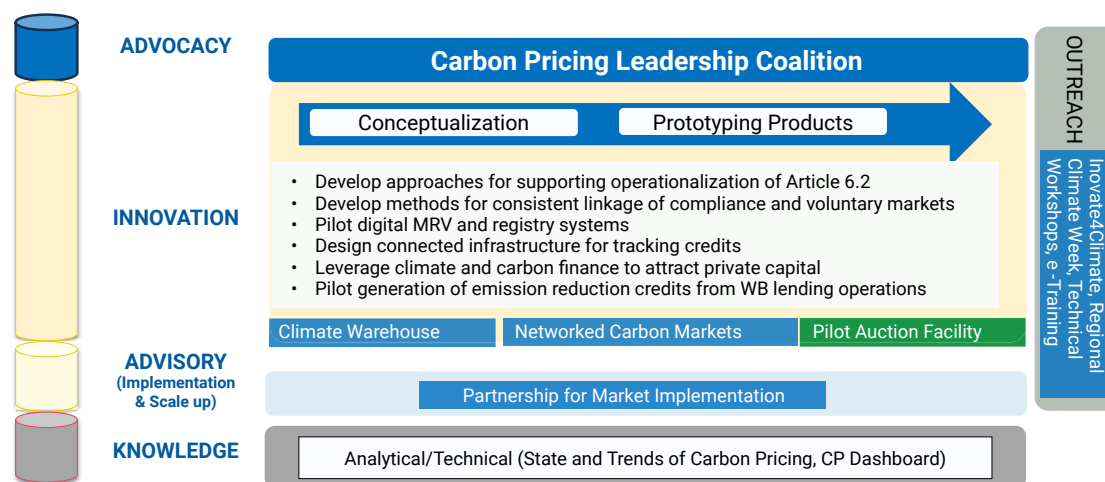 ADVOCACY
Carbon Pricing Leadership Coalition
Conceptualization
Prototyping Products
INNOVATION
• Develop approaches for supporting operationalization of Article 6.2
• Develop methods for consistent linkage of compliance and voluntary markets
• Pilot digital MRV and registry systems
• Design connected infrastructure for tracking credits
• Leverage climate and carbon finance to attract private capital
• Pilot generation of emission reduction credits from WB lending operations
Climate Warehouse
Networked Carbon Markets
Pilot Auction Facility
ADVISORY
(Implementation
& Scale up)
Partnership for Market Implementation
KNOWLEDGE
Analytical/Technical (State and Trends of Carbon Pricing, CP Dashboard)
OUTREACH
Inovate4Climate, Regional
Climate Week, Technical
Workshops, e -Training